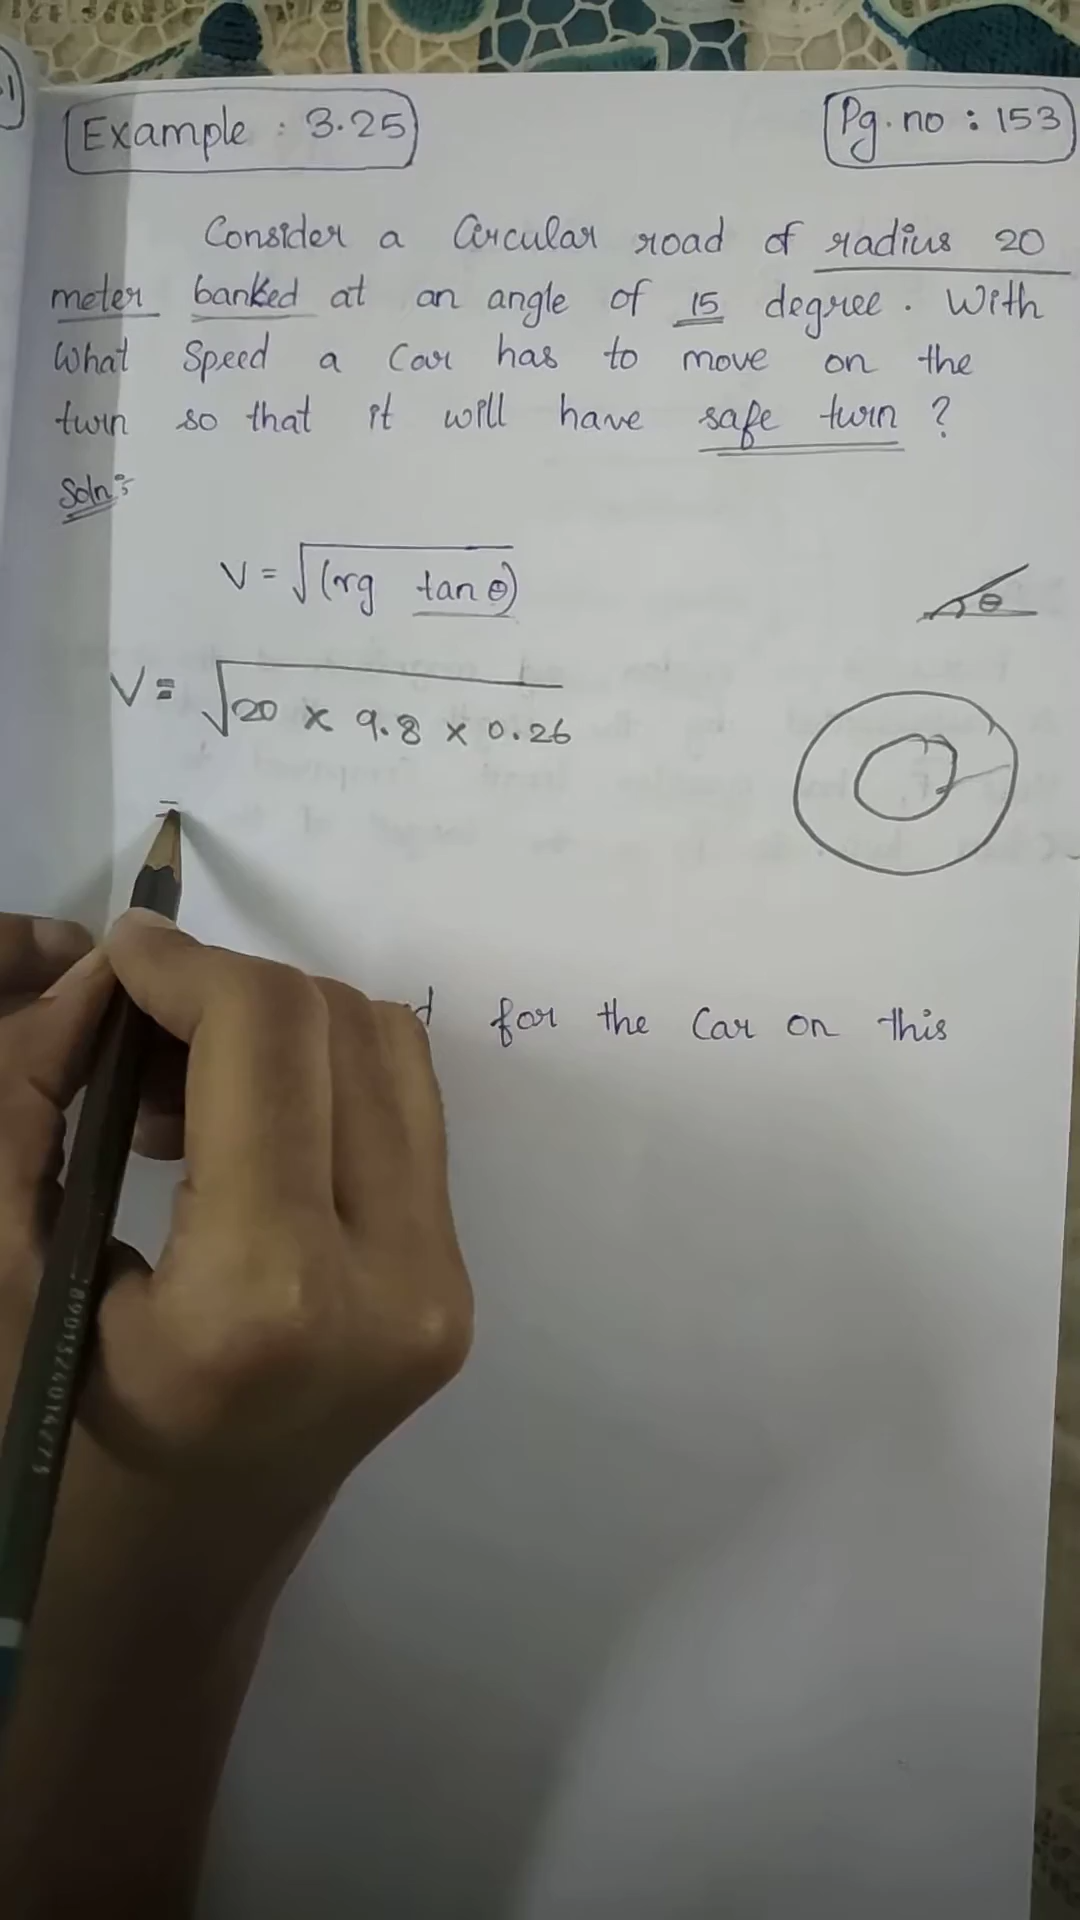 Example : 3.25
Pg.no : 153
Consider a Circular road of radius 20
meter banked at an angle of 15 degree. With
What Speed a Car has to move on the
turn so that it will have safe turn ?
Soln:
V = √(rg tan θ)
θ
V = √20 × 9.8 × 0.26
=
for the Car on this
8901324014273